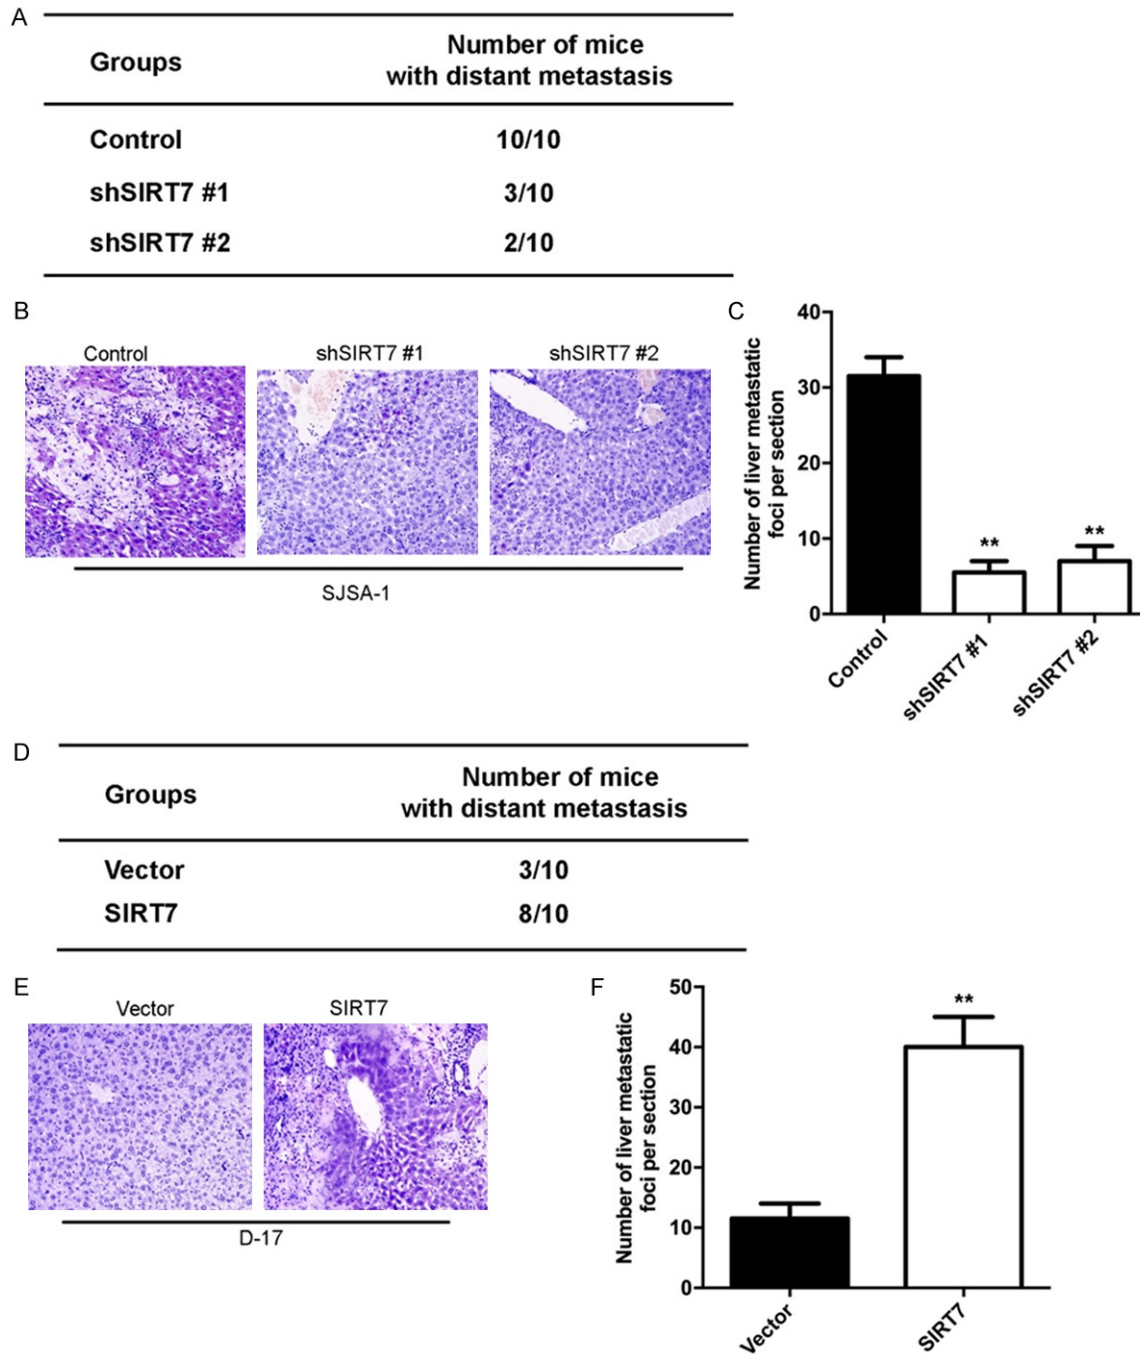 A
Groups
Number of mice
with distant metastasis
Control 10/10
shSIRT7 #1 3/10
shSIRT7 #2 2/10
B
Control shSIRT7 #1 shSIRT7 #2
SJSA-1
C
Number of liver metastatic
foci per section
40
30
20
10
0
**
**
Control
shSIRT7 #1
shSIRT7 #2
D
Groups
Number of mice
with distant metastasis
Vector 3/10
SIRT7 8/10
E
Vector SIRT7
D-17
F
Number of liver metastatic
foci per section
50
40
30
20
10
0
**
Vector
SIRT7